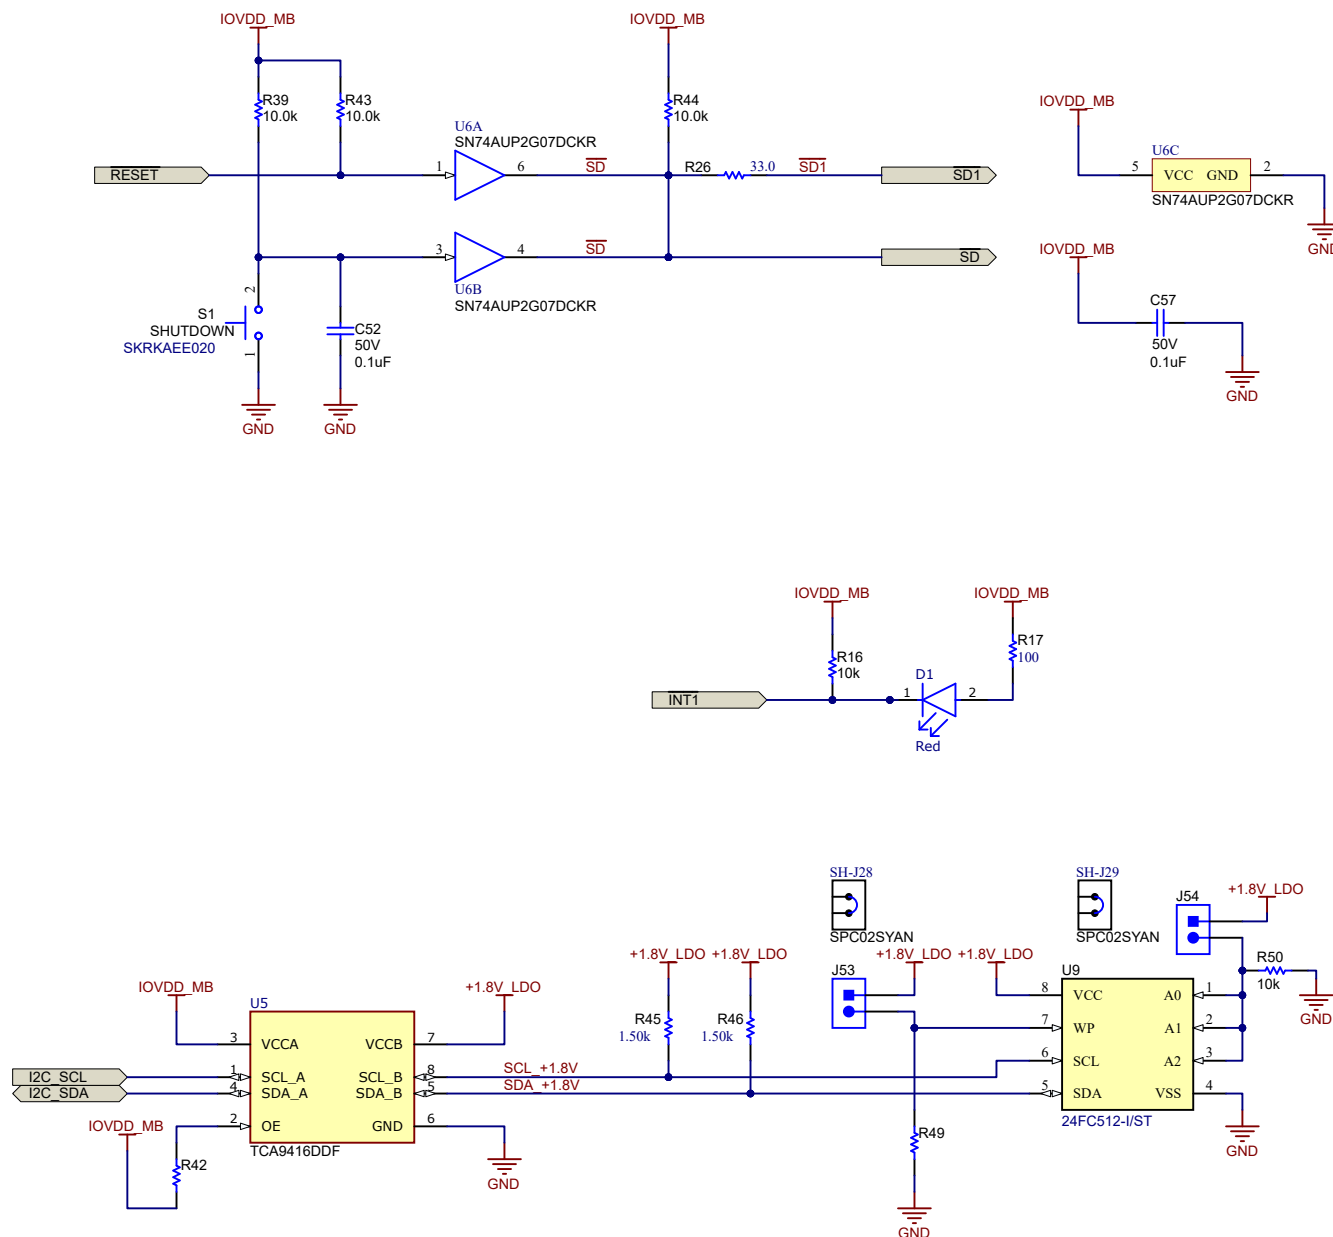 IOVDD_MB
IOVDD_MB
R39
10.0k
R43
10.0k
R44
10.0k
IOVDD_MB
U6A
SN74AUP2G07DCKR
RESET
1
6
SD
R26
33.0
SD1
SD1
U6C
5
VCC
GND
2
SN74AUP2G07DCKR
GND
3
4
SD
SD
IOVDD_MB
U6B
SN74AUP2G07DCKR
2
S1
SHUTDOWN
SKRKAEE020
1
C52
50V
0.1uF
C57
50V
0.1uF
GND
GND
GND
IOVDD_MB
IOVDD_MB
R16
10k
R17
100
INT1
D1
1
2
Red
SH-J28
SPC02SYAN
SH-J29
SPC02SYAN
J54
+1.8V_LDO
+1.8V_LDO
+1.8V_LDO
J53
+1.8V_LDO
+1.8V_LDO
R50
10k
GND
IOVDD_MB
U5
+1.8V_LDO
R45
1.50k
R46
1.50k
U9
8
VCC
A0
1
7
WP
A1
2
6
SCL
A2
3
5
SDA
VSS
4
24FC512-I/ST
GND
3
VCCA
VCCB
7
I2C_SCL
1
SCL_A
SCL_B
8
SCL_+1.8V
I2C_SDA
4
SDA_A
SDA_B
5
SDA_+1.8V
IOVDD_MB
2
OE
GND
6
TCA9416DDF
R42
GND
R49
GND